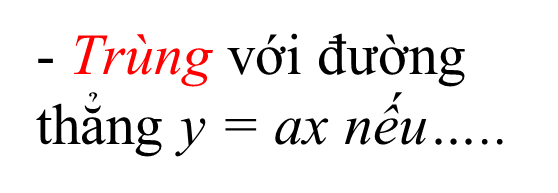 - Trùng với đường
thẳng y = ax nếu.....